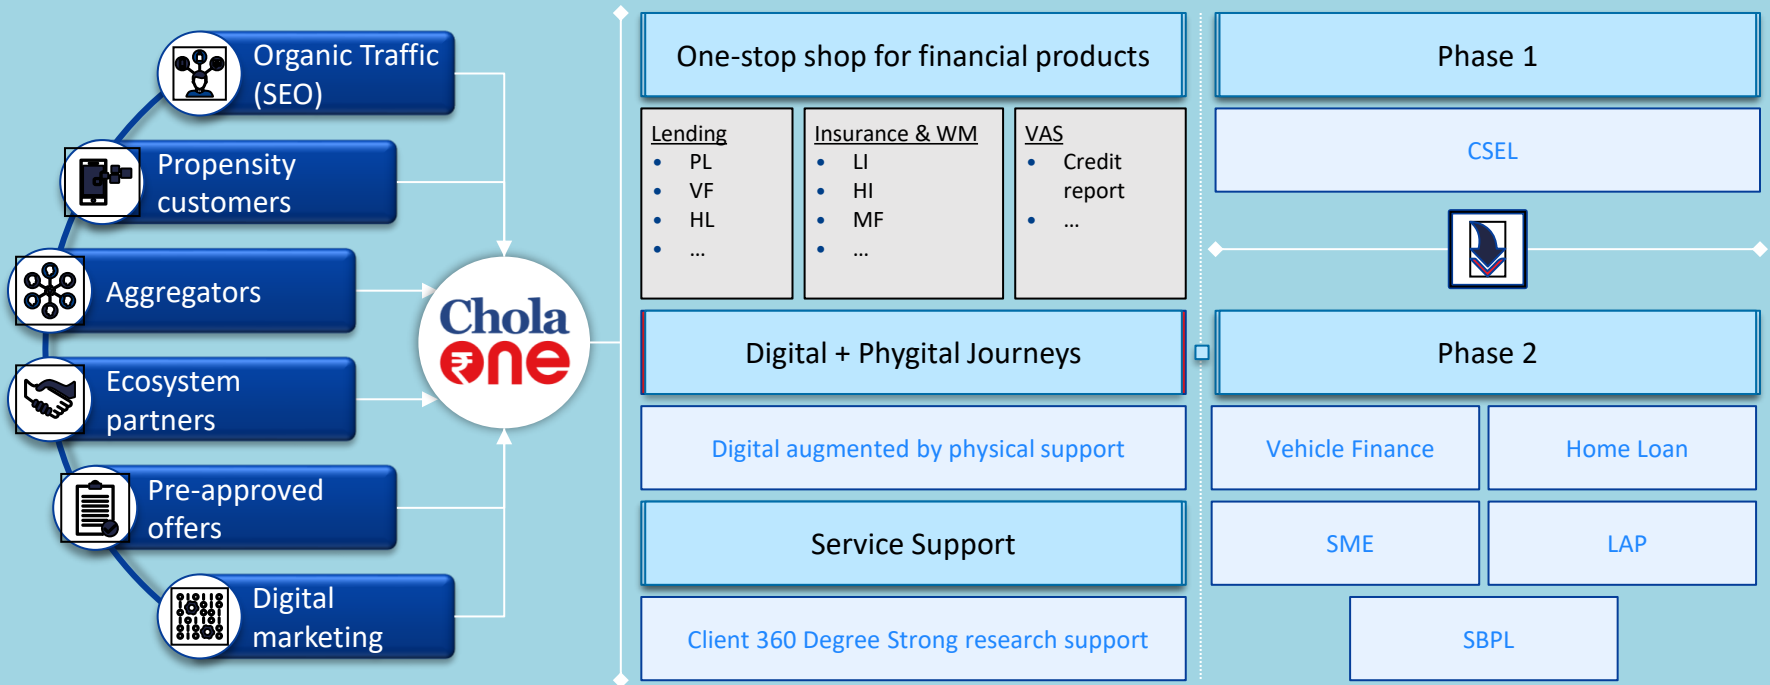 Organic Traffic
(SEO)
Propensity
customers
Aggregators
Ecosystem
partners
Pre-approved
offers
Digital
marketing
Chola
₹ne
One-stop shop for financial products
Lending
• PL
• VF
• HL
• ...
Insurance & WM
• LI
• HI
• MF
• ...
VAS
• Credit
report
• ...
Digital + Phygital Journeys
Digital augmented by physical support
Service Support
Client 360 Degree Strong research support
Phase 1
CSEL
Phase 2
Vehicle Finance
Home Loan
SME
LAP
SBPL